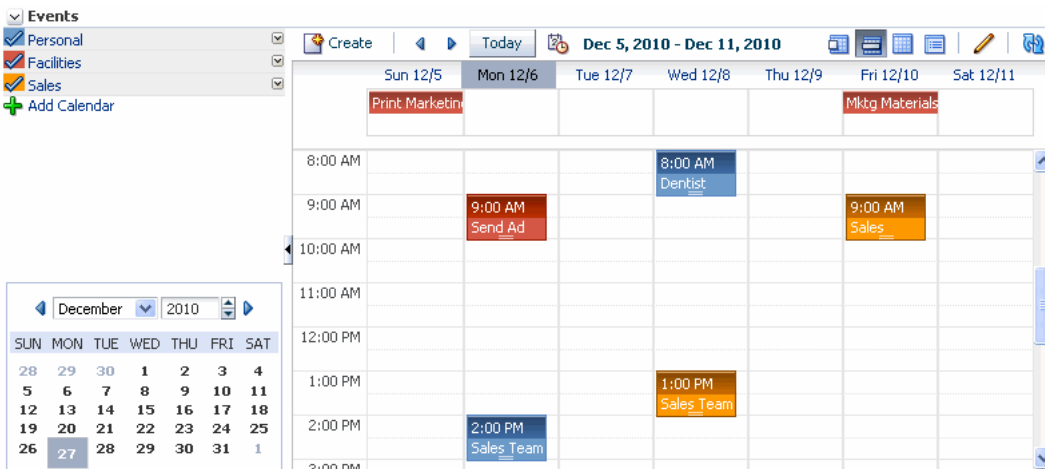 Events
Personal
Facilities
Sales
Add Calendar
Create Today Dec 5, 2010 - Dec 11, 2010
Sun 12/5 Mon 12/6 Tue 12/7 Wed 12/8 Thu 12/9 Fri 12/10 Sat 12/11
Print Marketin Mktg Materials
8:00 AM 8:00 AM
Dentist
9:00 AM 9:00 AM 9:00 AM
Send Ad Sales
10:00 AM
11:00 AM
12:00 PM
1:00 PM 1:00 PM
Sales Team
2:00 PM 2:00 PM
Sales Team
3:00 PM
December 2010
SUN MON TUE WED THU FRI SAT
28 29 30 1 2 3 4
5 6 7 8 9 10 11
12 13 14 15 16 17 18
19 20 21 22 23 24 25
26 27 28 29 30 31 1